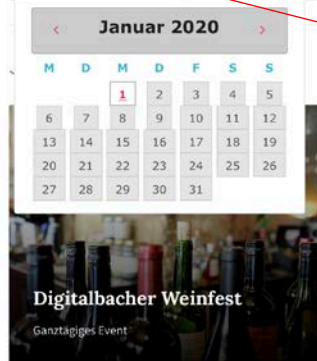 ‹ Januar 2020 ›
M D M D F S S
1 2 3 4 5
6 7 8 9 10 11 12
13 14 15 16 17 18 19
20 21 22 23 24 25 26
27 28 29 30 31
Digitalbacher Weinfest
Ganztägiges Event